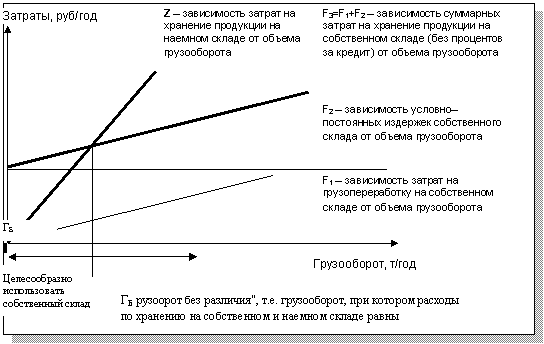 Затраты, руб/год
Z – зависимость затрат на
хранение продукции на
наемном складе от объема
грузооборота
F3=F1+F2 – зависимость суммарных
затрат на хранение продукции на
собственном складе (без процентов
за кредит) от объема грузооборота
F2 – зависимость условно–
постоянных издержек собственного
склада от объема грузооборота
F1 – зависимость затрат на
грузопереработку на собственном
складе от объема грузооборота
ГБ
Грузооборот, т/год
Целесообразно
использовать
собственный склад
ГБ рузоорот без различия", т.е. грузооборот, при котором расходы
по хранению на собственном и наемном складе равны